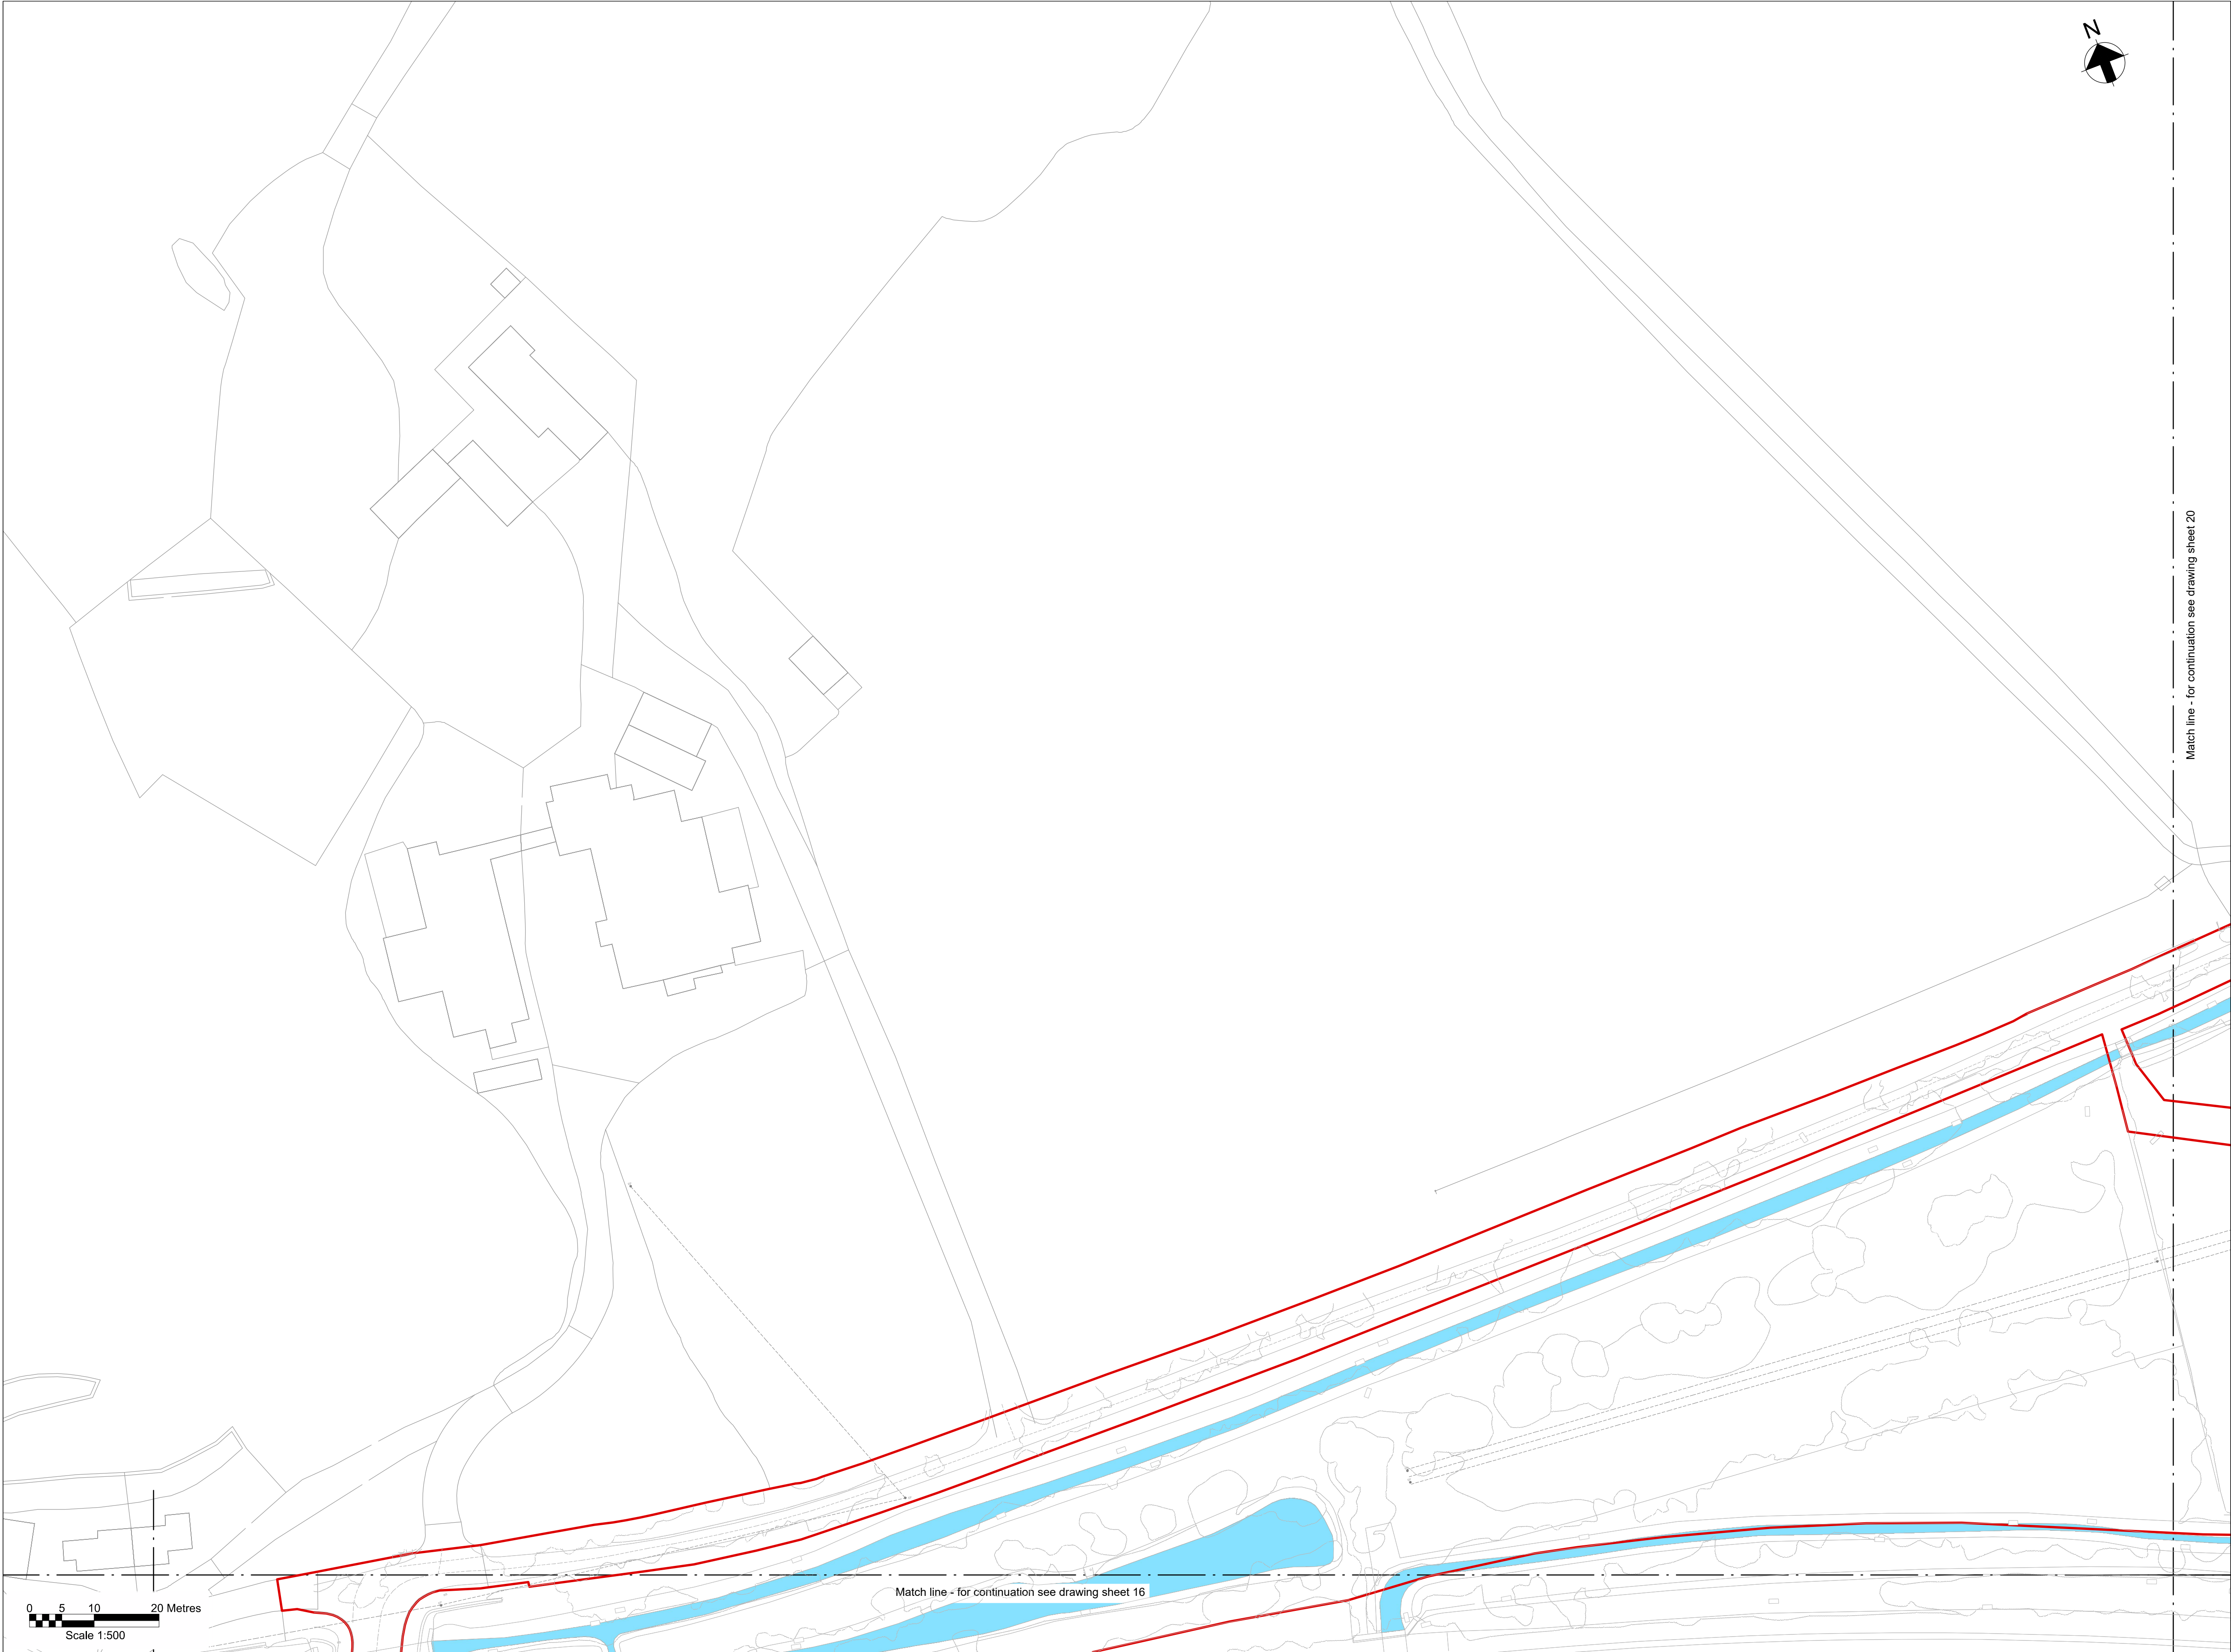 N
Match line - for continuation see drawing sheet 20
Match line - for continuation see drawing sheet 16
0 5 10 20 Metres
Scale 1:500